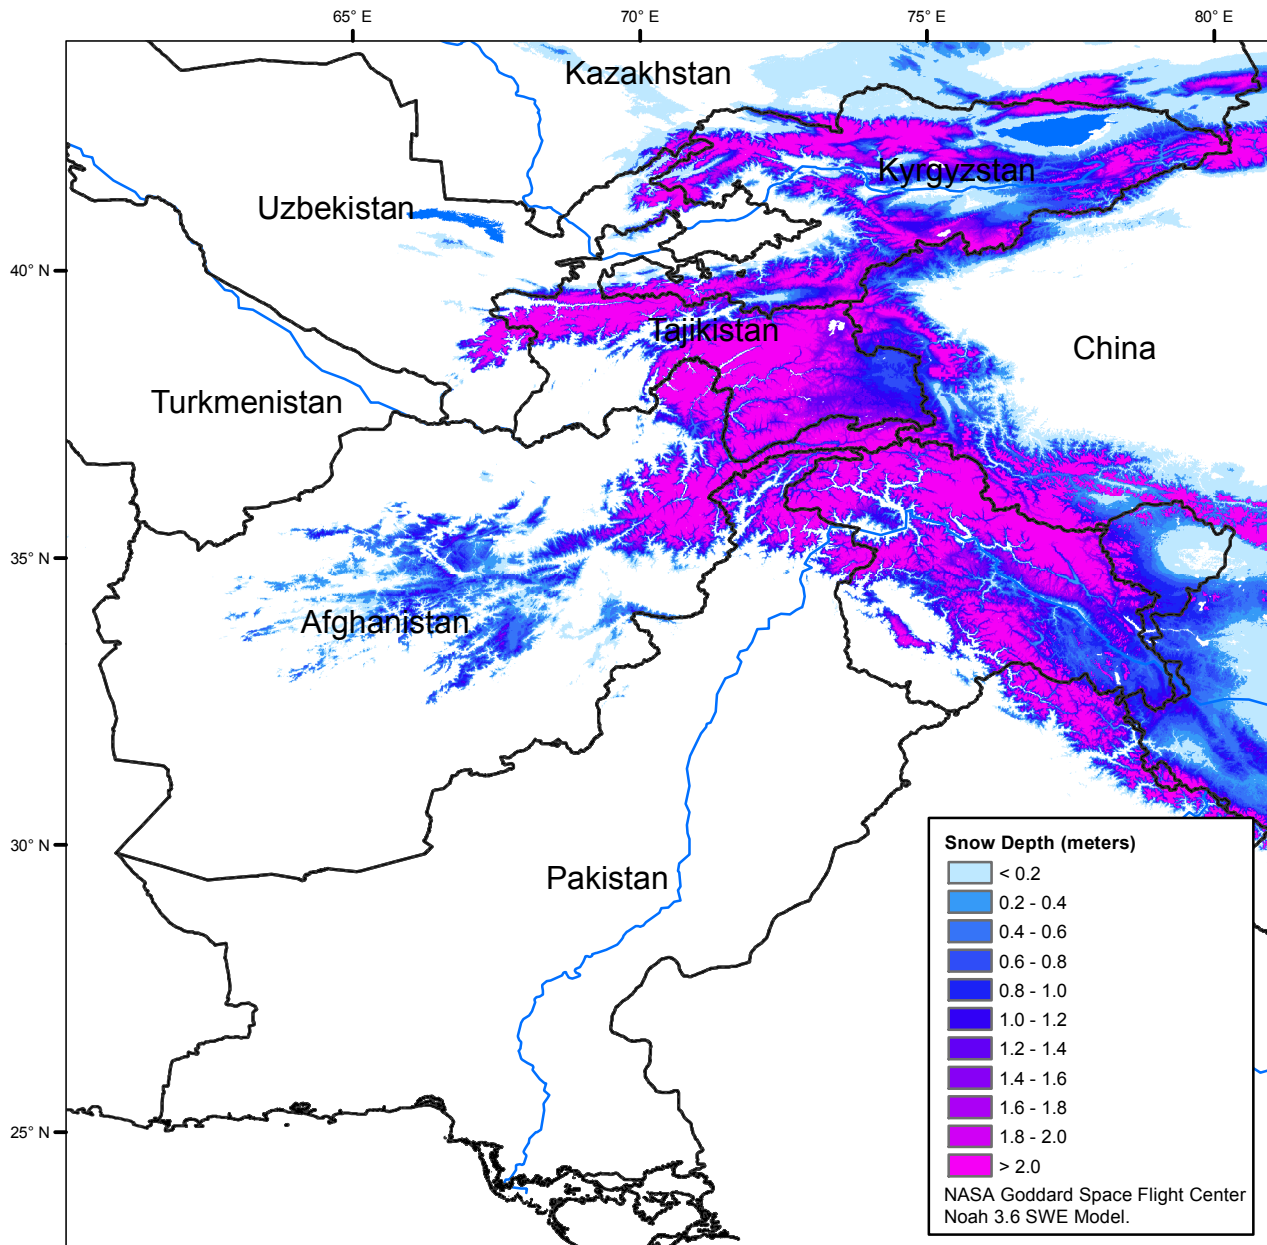 65° E
70° E
75° E
80° E
Kazakhstan
Kyrgyzstan
Uzbekistan
40° N
Tajikistan
China
Turkmenistan
35° N
Afghanistan
30° N
Pakistan
25° N
Snow Depth (meters)
< 0.2
0.2 - 0.4
0.4 - 0.6
0.6 - 0.8
0.8 - 1.0
1.0 - 1.2
1.2 - 1.4
1.4 - 1.6
1.6 - 1.8
1.8 - 2.0
> 2.0
NASA Goddard Space Flight Center
Noah 3.6 SWE Model.